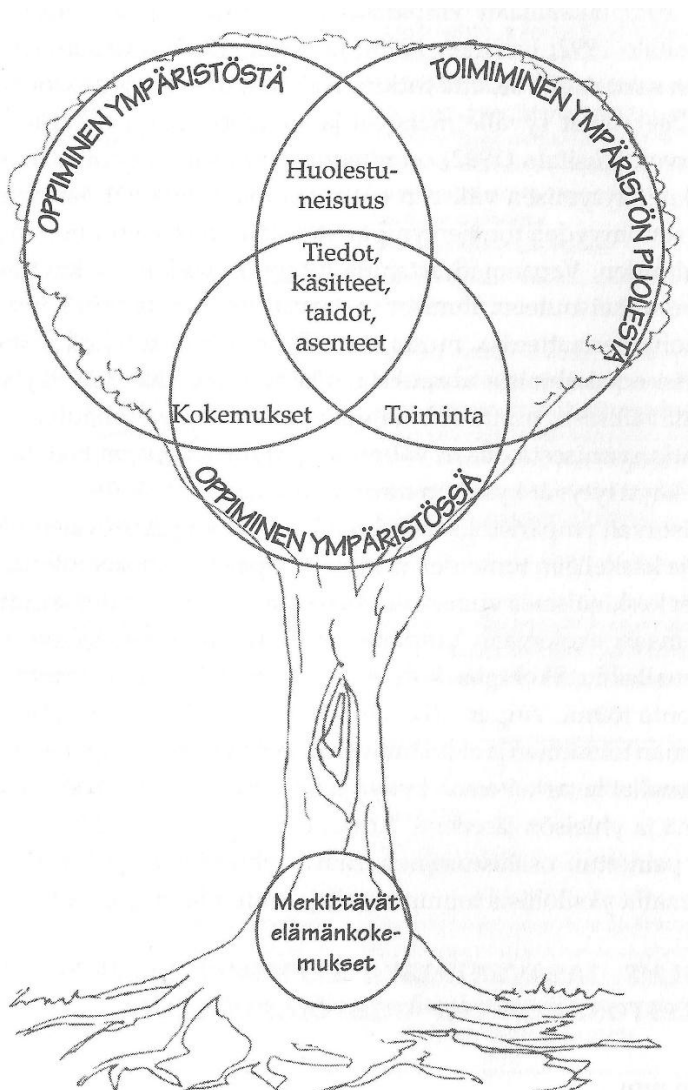 OPPIMINEN YMPÄRISTÖSTÄ
TOIMIMINEN YMPÄRISTÖN PUOLESTA
Huolestu-
neisuus
Tiedot,
käsitteet,
taidot,
asenteet
Kokemukset
Toiminta
OPPIMINEN YMPÄRISTÖSSÄ
Merkittävät
elämänkoke-
mukset